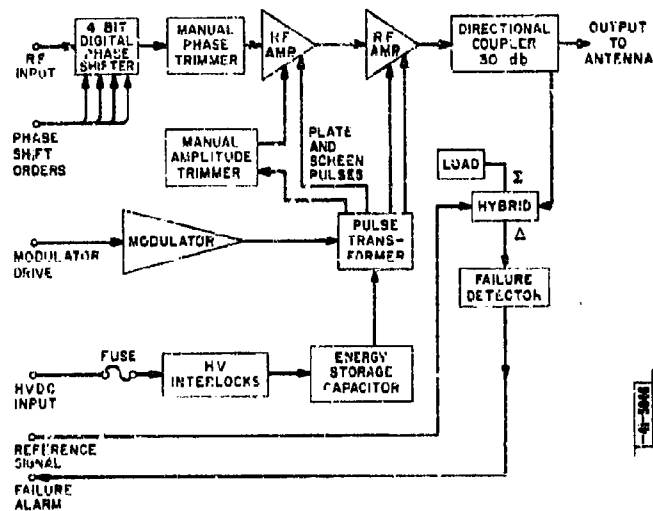 4 BIT
DIGITAL
PHASE
SHIFTER
MANUAL
PHASE
TRIMMER
RF
AMP.
RF
AMP.
DIRECTIONAL
COUPLER
30 db
OUTPUT
TO
ANTENNA
RF
INPUT
PHASE
SHIFT
ORDERS
MANUAL
AMPLITUDE
TRIMMER
PLATE
AND
SCREEN
PULSES
LOAD
Σ
HYBRID
Δ
MODULATOR
DRIVE
MODULATOR
PULSE
TRANS-
FORMER
FAILURE
DETECTOR
FUSE
HVDC
INPUT
HV
INTERLOCKS
ENERGY
STORAGE
CAPACITOR
REFERENCE
SIGNAL
FAILURE
ALARM